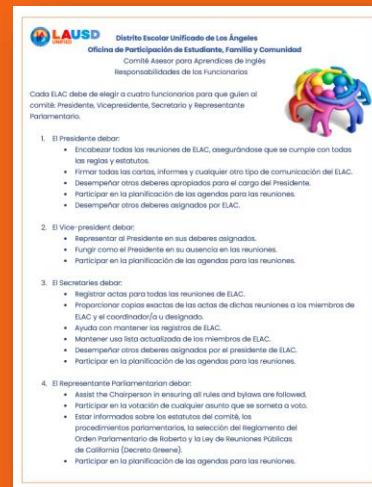 LAUSD
UNIFIED
Distrito Escolar Unificado de Los Ángeles
Oficina de Participación de Estudiante, Familia y Comunidad
Comité Asesor para Aprendices de Inglés
Responsabilidades de los Funcionarios
Cada ELAC debe de elegir a cuatro funcionarios para que guíen al
comité: Presidente, Vicepresidente, Secretario y Representante
Parlamentario.
1. El Presidente debar:
• Encabezar todas las reuniones de ELAC, asegurándose que se cumple con todas
las reglas y estatutos.
• Firmar todas las cartas, informes y cualquier otro tipo de comunicación del ELAC.
• Desempeñar otros deberes apropiados para el cargo del Presidente.
• Participar en la planificación de las agendas para las reuniones.
• Desempeñar otros deberes asignados por ELAC.
2. El Vice-president debar:
• Representar al Presidente en sus deberes asignados.
• Fungir como el Presidente en su ausencia en las reuniones.
• Participar en la planificación de las agendas para las reuniones.
3. El Secretaries debar:
• Registrar actas para todas las reuniones de ELAC.
• Proporcionar copias exactas de las actas de dichas reuniones a los miembros de
ELAC y el coordinador/a u designado.
• Ayuda con mantener los registros de ELAC.
• Mantener usa lista actualizada de los miembros de ELAC.
• Desempeñar otros deberes asignados por el presidente de ELAC.
• Participar en la planificación de las agendas para las reuniones.
4. El Representante Parliamentarian debar:
• Assist the Chairperson in ensuring all rules and bylaws are followed.
• Participar en la votación de cualquier asunto que se someta a voto.
• Estar informados sobre los estatutos del comité, los
procedimientos parlamentarios, la selección del Reglamento del
Orden Parlamentario de Roberto y la Ley de Reuniones Públicas
de California (Decreto Greene).
• Participar en la planificación de las agendas para las reuniones.